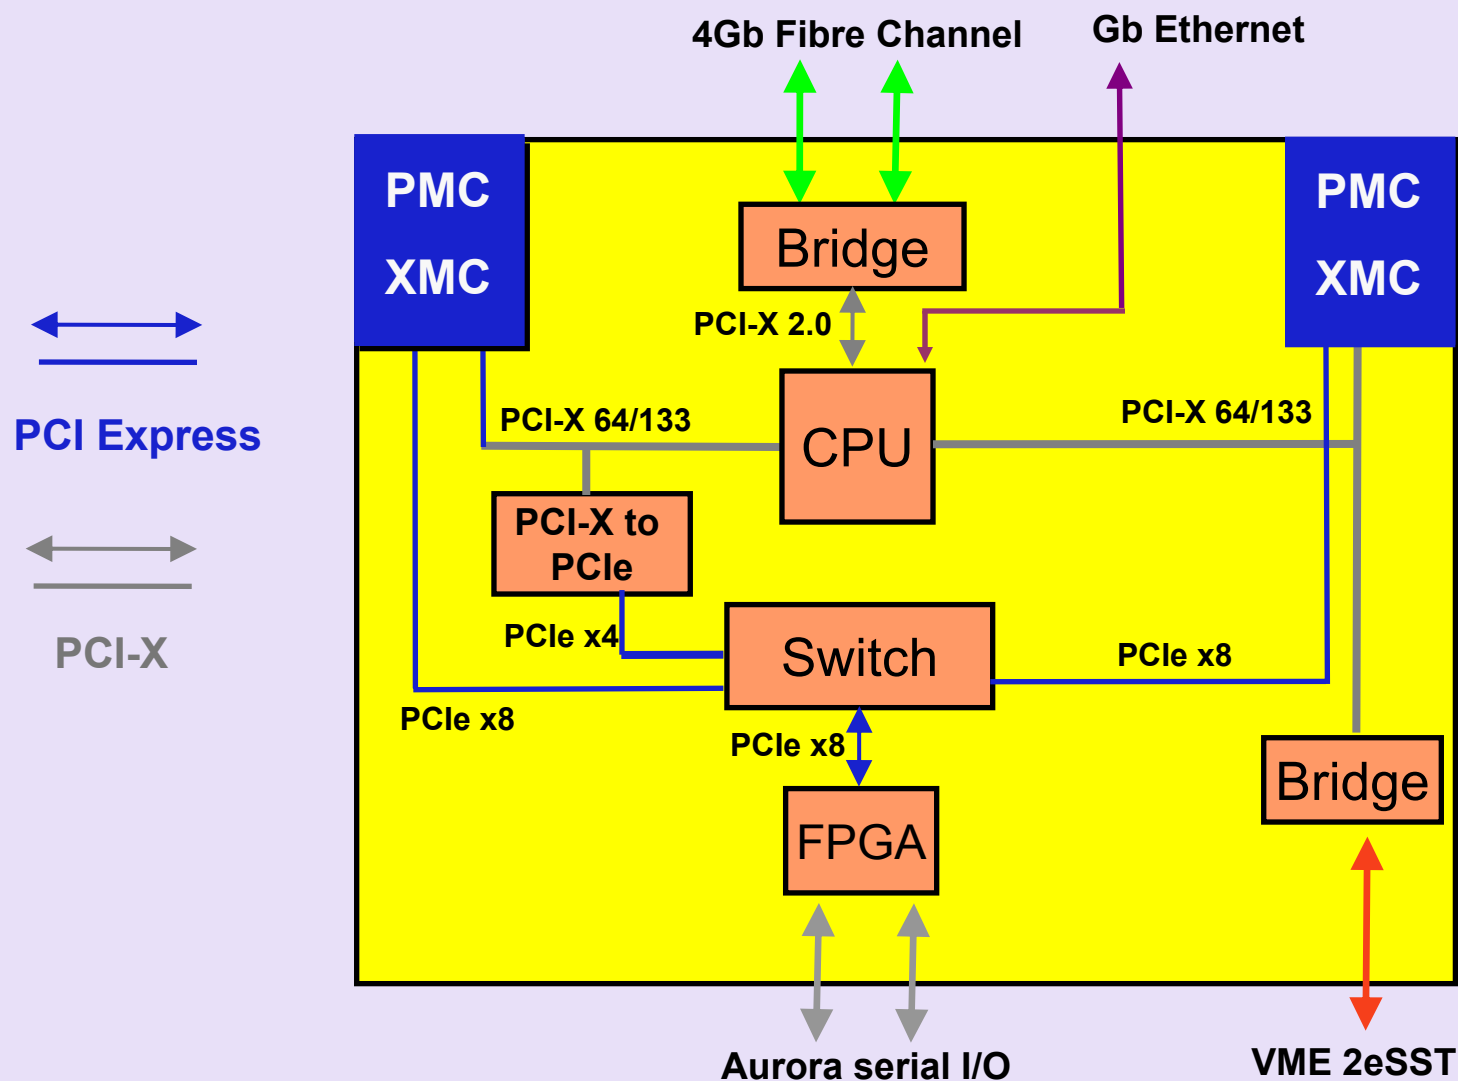 4Gb Fibre Channel
Gb Ethernet
PMC
XMC
Bridge
PMC
XMC
PCI-X 2.0
PCI Express
PCI-X 64/133
CPU
PCI-X 64/133
PCI-X to
PCIe
PCI-X
PCIe x4
Switch
PCIe x8
PCIe x8
PCIe x8
Bridge
FPGA
Aurora serial I/O
VME 2eSST